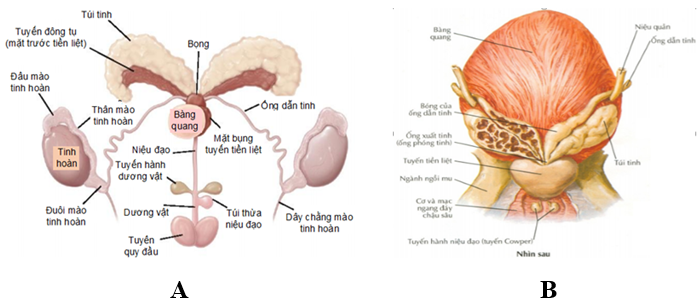 Túi tinh
Tuyến đông tụ
(mặt trước tiền liệt)
Bọng
Đầu mào
tinh hoàn
Thân mào
tinh hoàn
Ống dẫn tinh
Bàng
quang
Tinh
hoàn
Mặt bụng
tuyến tiền liệt
Niệu đạo
Tuyến hành
dương vật
Đuôi mào
tinh hoàn
Dương vật
Túi thừa
niệu đạo
Dây chằng mào
tinh hoàn
Tuyến
quy đầu
A
Bàng
quang
Niệu quản
Ống dẫn tinh
Bóng của
ống dẫn tinh
Ống xuất tinh
(ống phóng tinh)
Túi tinh
Tuyến tiền liệt
Ngành ngồi mu
Cơ và mạc
ngang đáy
chậu sâu
Tuyến hành niệu đạo (tuyến Cowper)
Nhìn sau
B